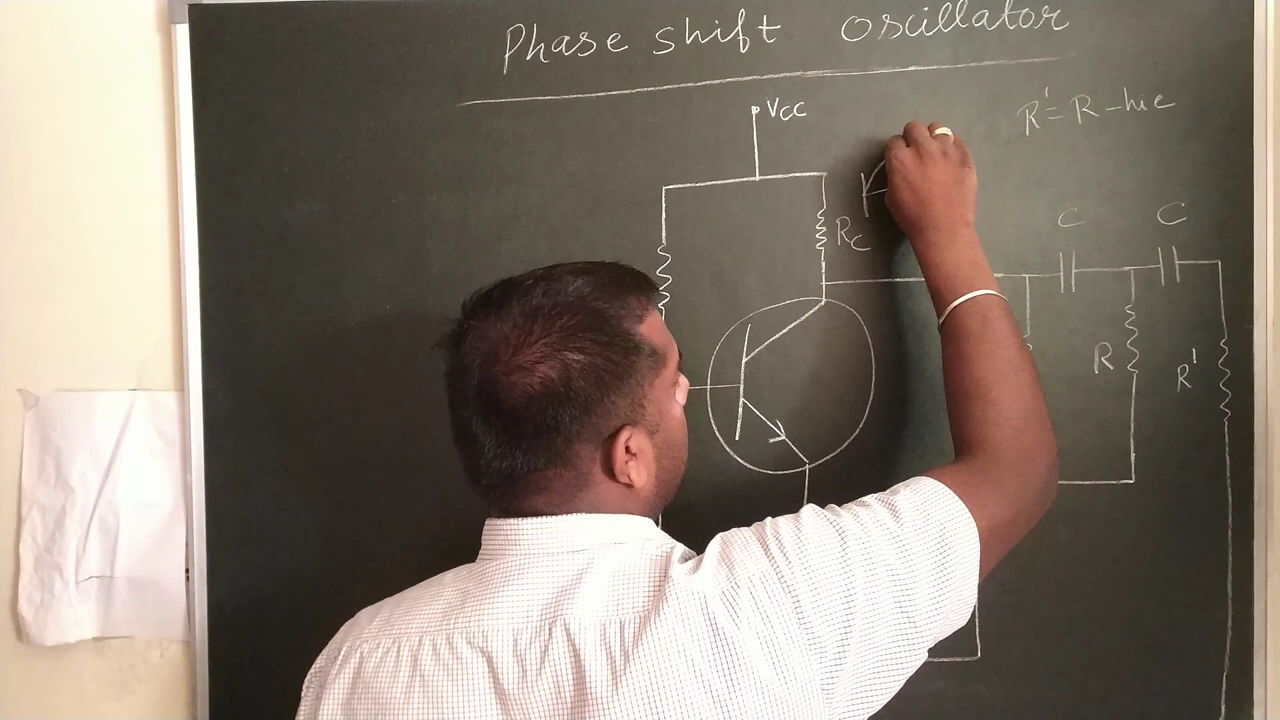 Phase shift Oscillator
VCC
R' = R - hie
RC
C
C
R
R'